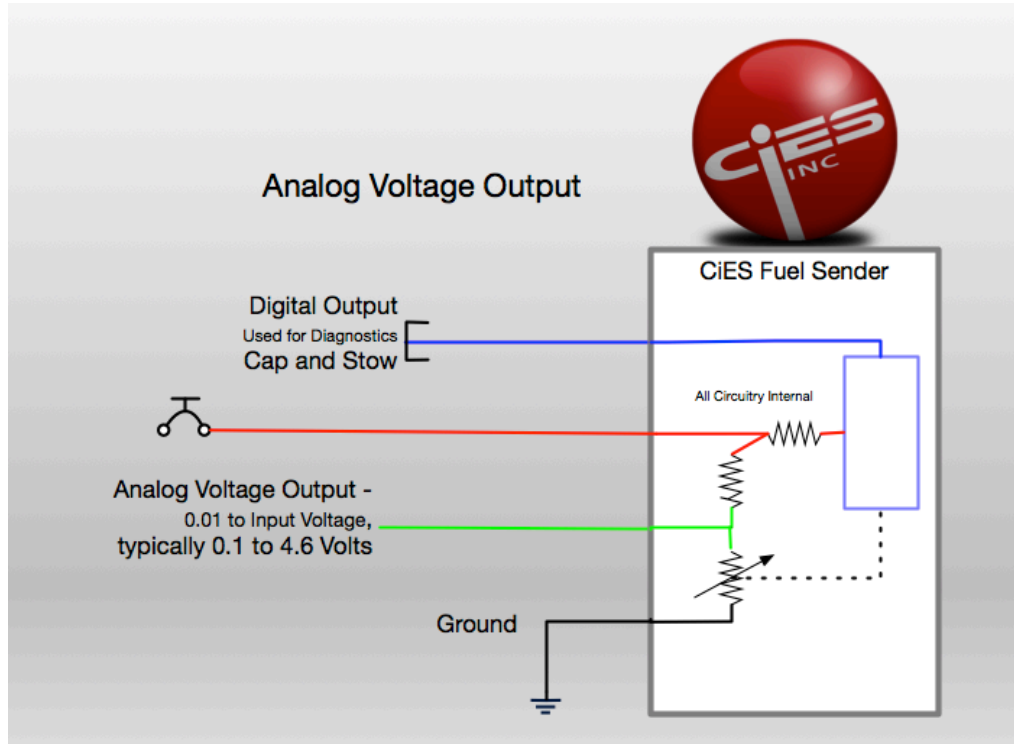 CiES
INC
Analog Voltage Output
CiES Fuel Sender
Digital Output
Used for Diagnostics
Cap and Stow
All Circuitry Internal
Analog Voltage Output -
0.01 to Input Voltage,
typically 0.1 to 4.6 Volts
Ground